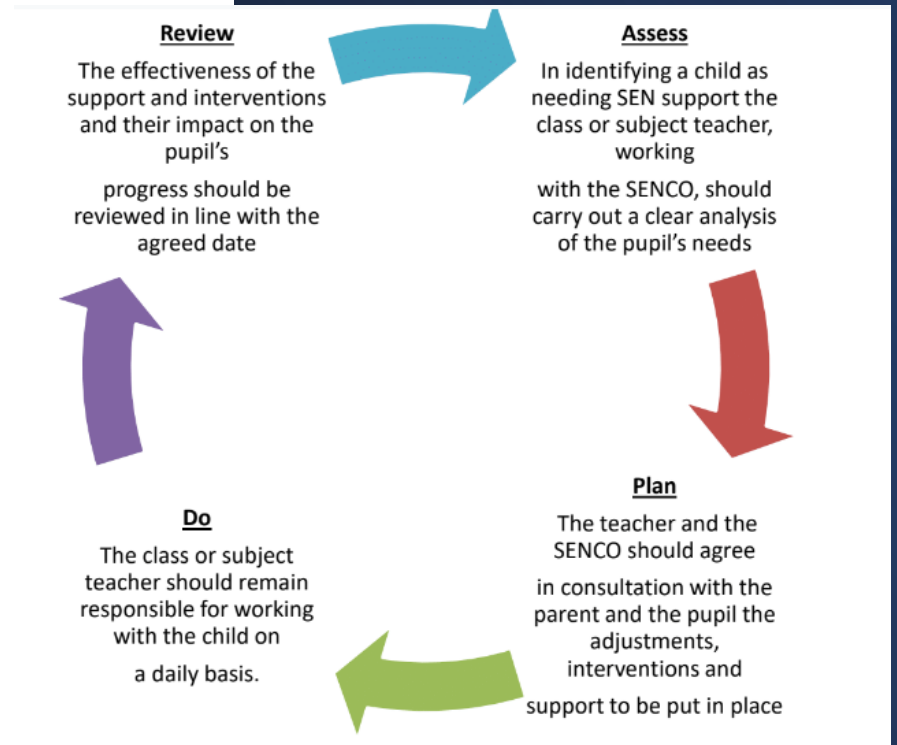 Review
The effectiveness of the
support and interventions
and their impact on the
pupil's
progress should be
reviewed in line with the
agreed date
Assess
In identifying a child as
needing SEN support the
class or subject teacher,
working
with the SENCO, should
carry out a clear analysis
of the pupil's needs
Plan
The teacher and the
SENCO should agree
in consultation with the
parent and the pupil the
adjustments,
interventions and
support to be put in place
Do
The class or subject
teacher should remain
responsible for working
with the child on
a daily basis.